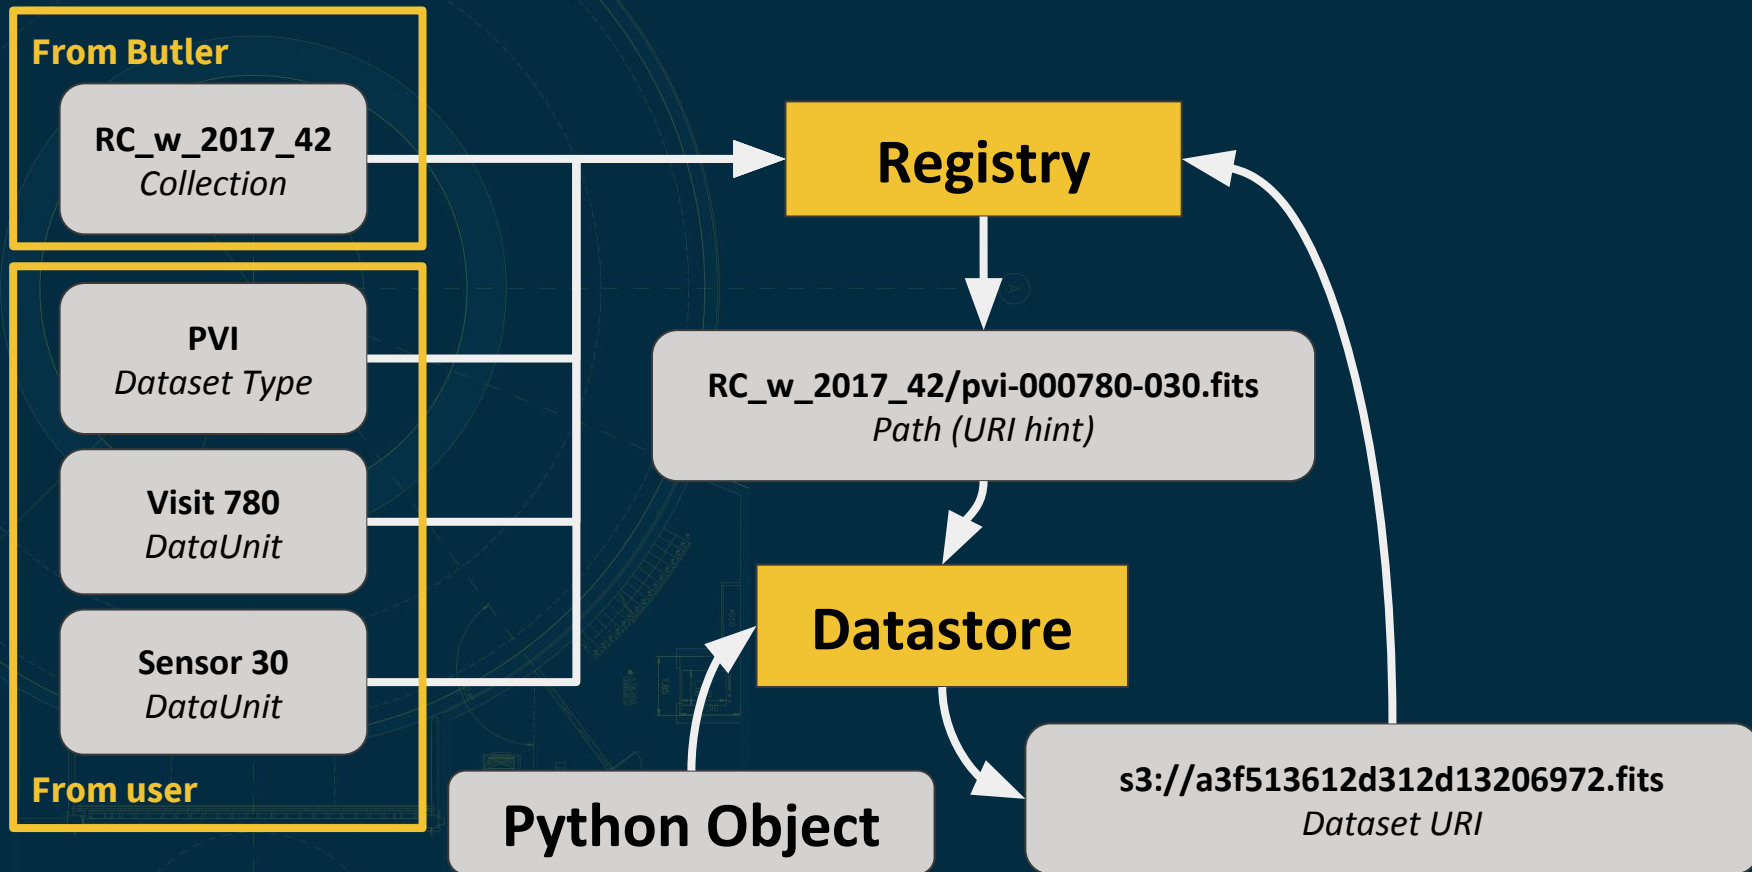 From Butler
RC_w_2017_42
Collection
PVI
Dataset Type
Visit 780
DataUnit
Sensor 30
DataUnit
From user
Registry
RC_w_2017_42/pvi-000780-030.fits
Path (URI hint)
Datastore
Python Object
s3://a3f513612d312d13206972.fits
Dataset URI
A